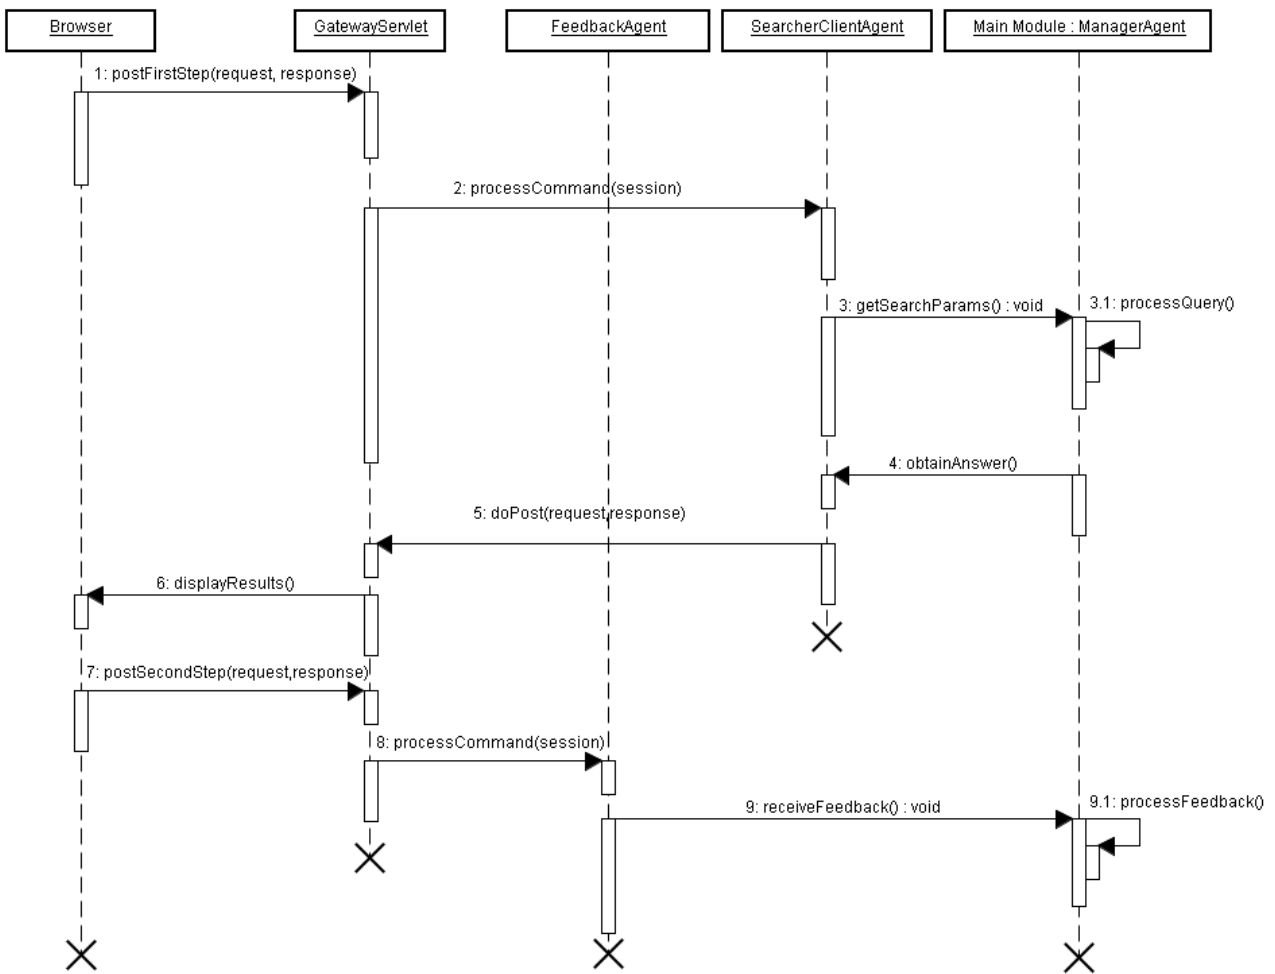 Browser
GatewayServlet
FeedbackAgent
SearcherClientAgent
Main Module : ManagerAgent
1: postFirstStep(request, response)
2: processCommand(session)
3: getSearchParams() : void
3.1: processQuery()
4: obtainAnswer()
5: doPost(request,response)
6: displayResults()
7: postSecondStep(request,response)
8: processCommand(session)
9: receiveFeedback() : void
9.1: processFeedback()